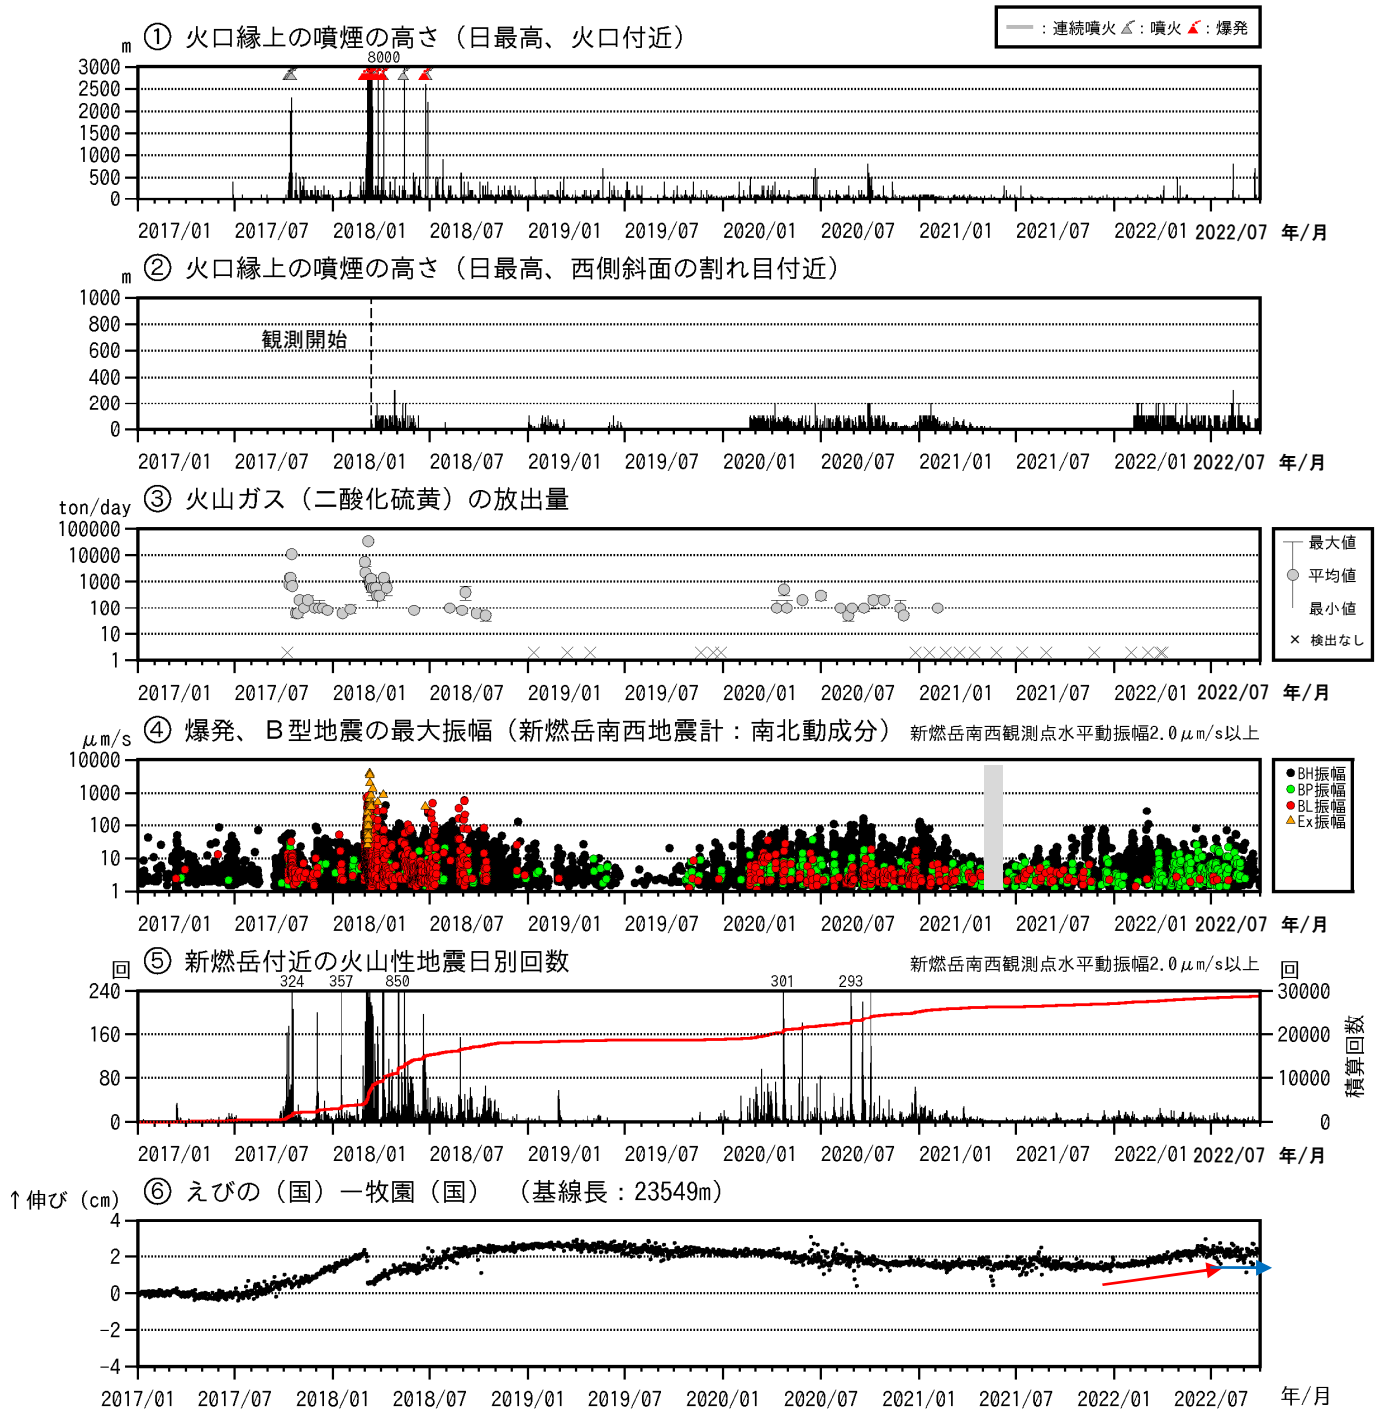 ：連続噴火 ：噴火 ：爆発
m ① 火口縁上の噴煙の高さ（日最高、火口付近）
8000
3000
2500
2000
1500
1000
500
0
2017/01 2017/07 2018/01 2018/07 2019/01 2019/07 2020/01 2020/07 2021/01 2021/07 2022/01 2022/07 年/月
m ② 火口縁上の噴煙の高さ（日最高、西側斜面の割れ目付近）
1000
800
観測開始
600
400
200
0
2017/01 2017/07 2018/01 2018/07 2019/01 2019/07 2020/01 2020/07 2021/01 2021/07 2022/01 2022/07 年/月
ton/day ③ 火山ガス（二酸化硫黄）の放出量
100000
10000
1000
100
10
1
最大値
平均値
最小値
× 検出なし
2017/01 2017/07 2018/01 2018/07 2019/01 2019/07 2020/01 2020/07 2021/01 2021/07 2022/01 2022/07 年/月
μm/s ④ 爆発、Ｂ型地震の最大振幅（新燃岳南西地震計：南北動成分） 新燃岳南西観測点水平動振幅2.0μm/s以上
10000
1000
100
10
1
BH振幅
BP振幅
BL振幅
Ex振幅
2017/01 2017/07 2018/01 2018/07 2019/01 2019/07 2020/01 2020/07 2021/01 2021/07 2022/01 2022/07 年/月
回 ⑤ 新燃岳付近の火山性地震日別回数 新燃岳南西観測点水平動振幅2.0μm/s以上 回
324 357 850 301 293
240 30000
160 20000
80 10000
0 0
積算回数
2017/01 2017/07 2018/01 2018/07 2019/01 2019/07 2020/01 2020/07 2021/01 2021/07 2022/01 2022/07 年/月
↑伸び（cm） ⑥ えびの（国）ー牧園（国）　（基線長：23549m）
4
2
0
-2
-4
2017/01 2017/07 2018/01 2018/07 2019/01 2019/07 2020/01 2020/07 2021/01 2021/07 2022/01 2022/07 年/月